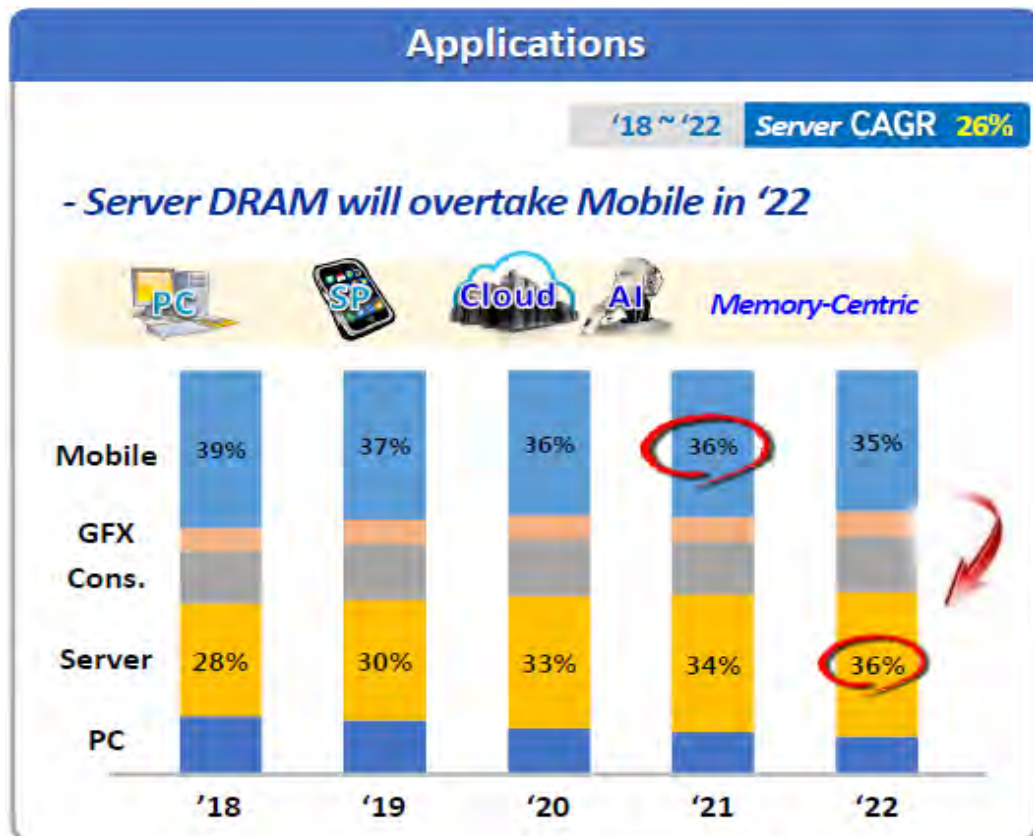 Applications
‘18 ~ ‘22 Server CAGR 26%
- Server DRAM will overtake Mobile in ‘22
PC SP Cloud AI Memory-Centric
Mobile 39% 37% 36% 36% 35%
GFX
Cons.
Server 28% 30% 33% 34% 36%
PC
‘18 ‘19 ‘20 ‘21 ‘22